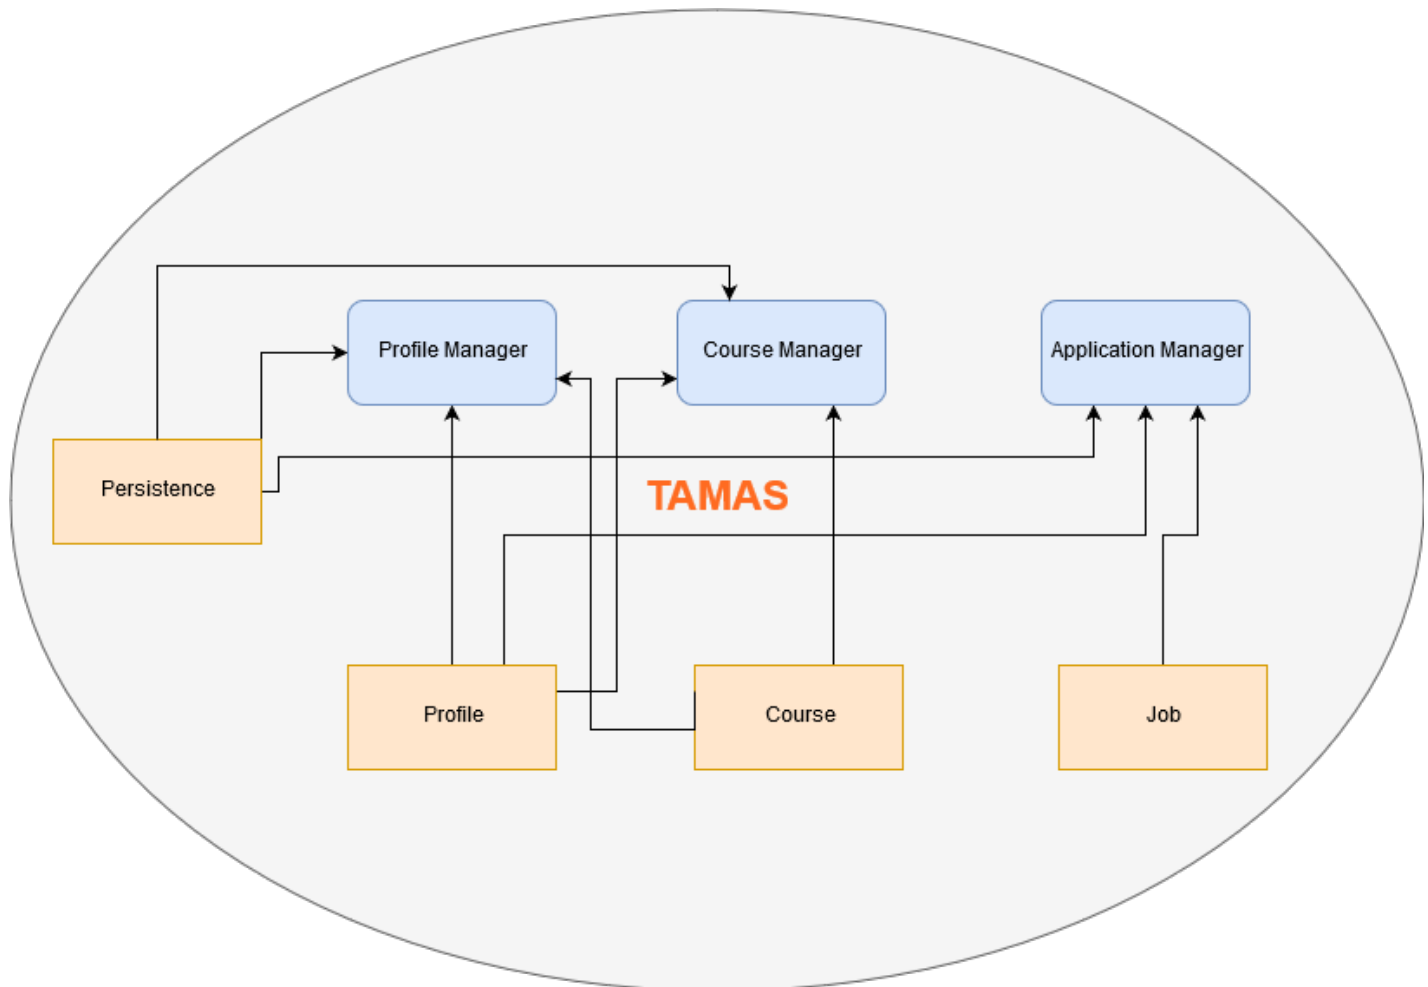 Profile Manager
Course Manager
Application Manager
Persistence
TAMAS
Profile
Course
Job